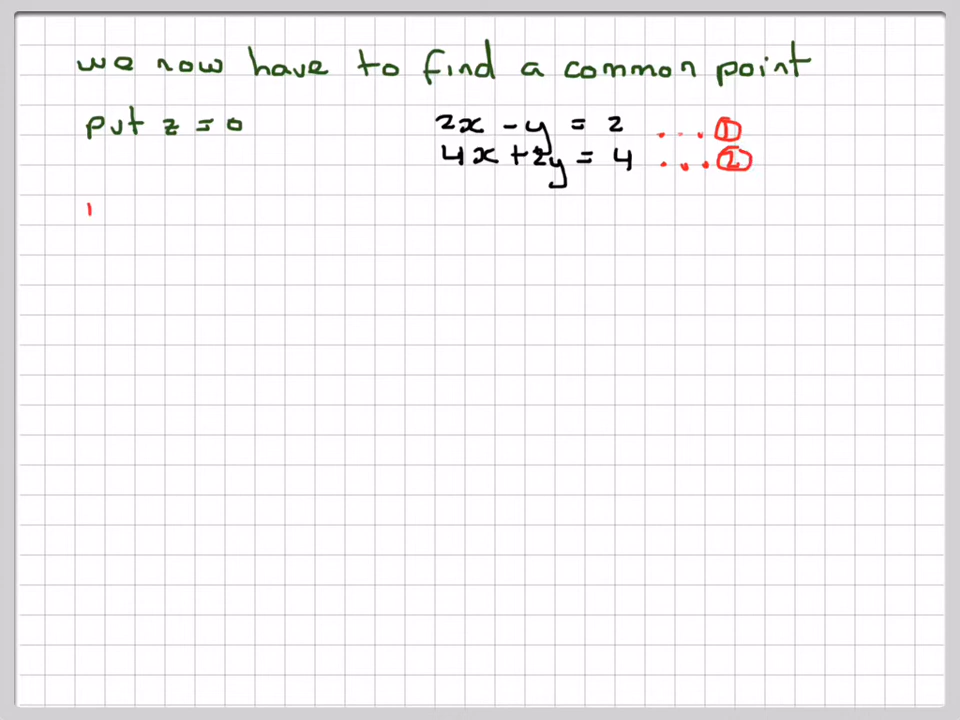 we now have to find a common point
put z = 0 2x - y = 2 ... ①
4x + 2y = 4 ... ②